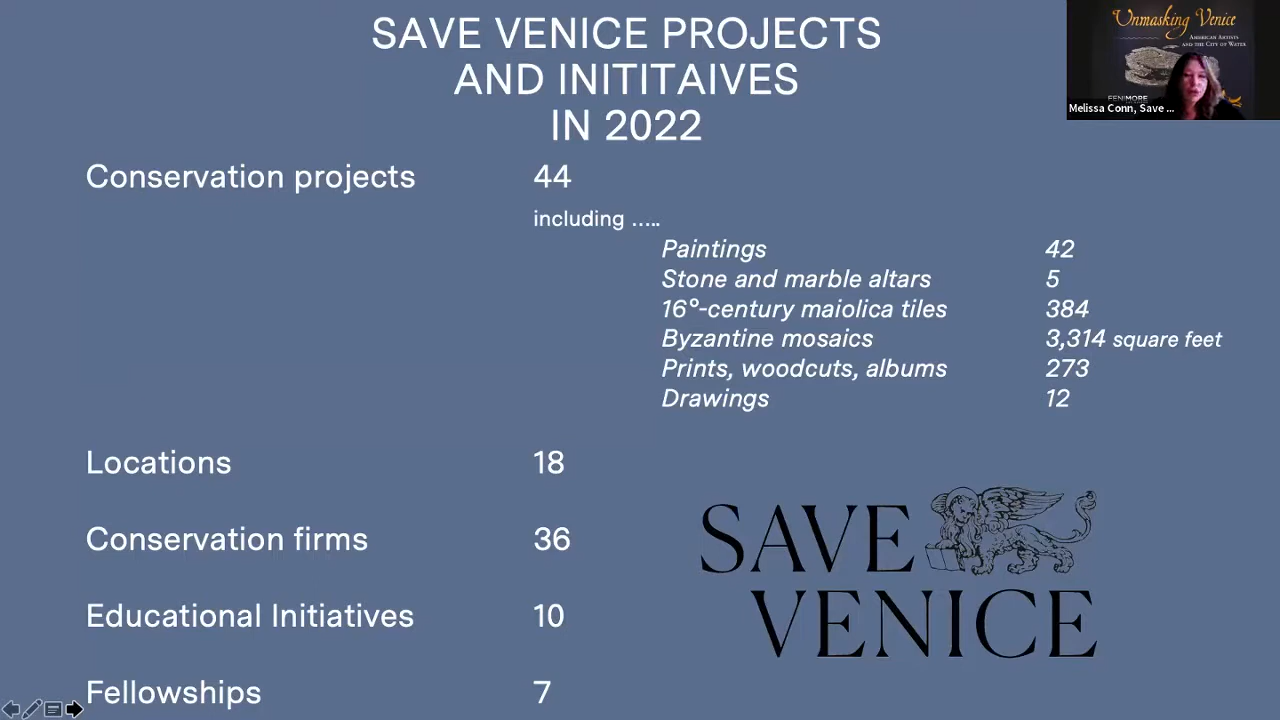 SAVE VENICE PROJECTS
AND INITITAIVES
IN 2022
Unmasking Venice
AMERICAN ARTISTS
AND THE CITY OF WATER
FENIMORE
Melissa Conn, Save ...
Conservation projects 44
including .....
Paintings 42
Stone and marble altars 5
16°-century maiolica tiles 384
Byzantine mosaics 3,314 square feet
Prints, woodcuts, albums 273
Drawings 12
Locations 18
Conservation firms 36
Educational Initiatives 10
Fellowships 7
SAVE
VENICE